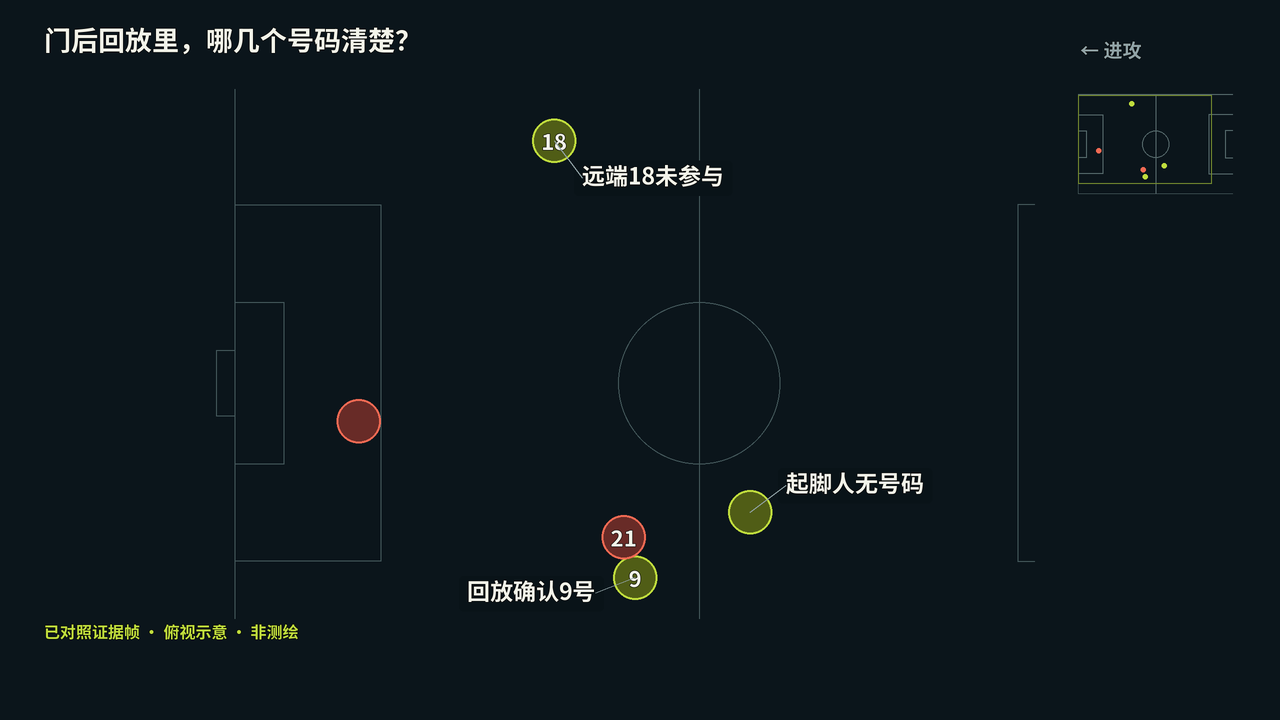 门后回放里，哪几个号码清楚？
← 进攻
18
远端18未参与
起脚人无号码
21
9
回放确认9号
已对照证据帧 · 俯视示意 · 非测绘